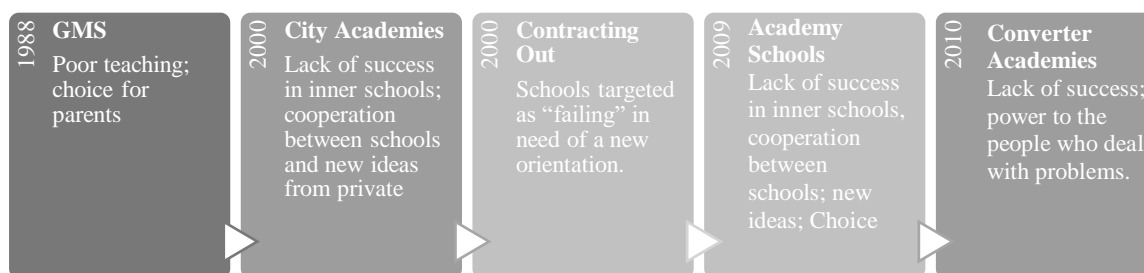 1988
GMS
Poor teaching;
choice for
parents
2000
City Academies
Lack of success
in inner schools;
cooperation
between schools
and new ideas
from private
2000
Contracting
Out
Schools targeted
as “failing” in
need of a new
orientation.
2009
Academy
Schools
Lack of success
in inner schools,
cooperation
between
schools; new
ideas; Choice
2010
Converter
Academies
Lack of success;
power to the
people who deal
with problems.